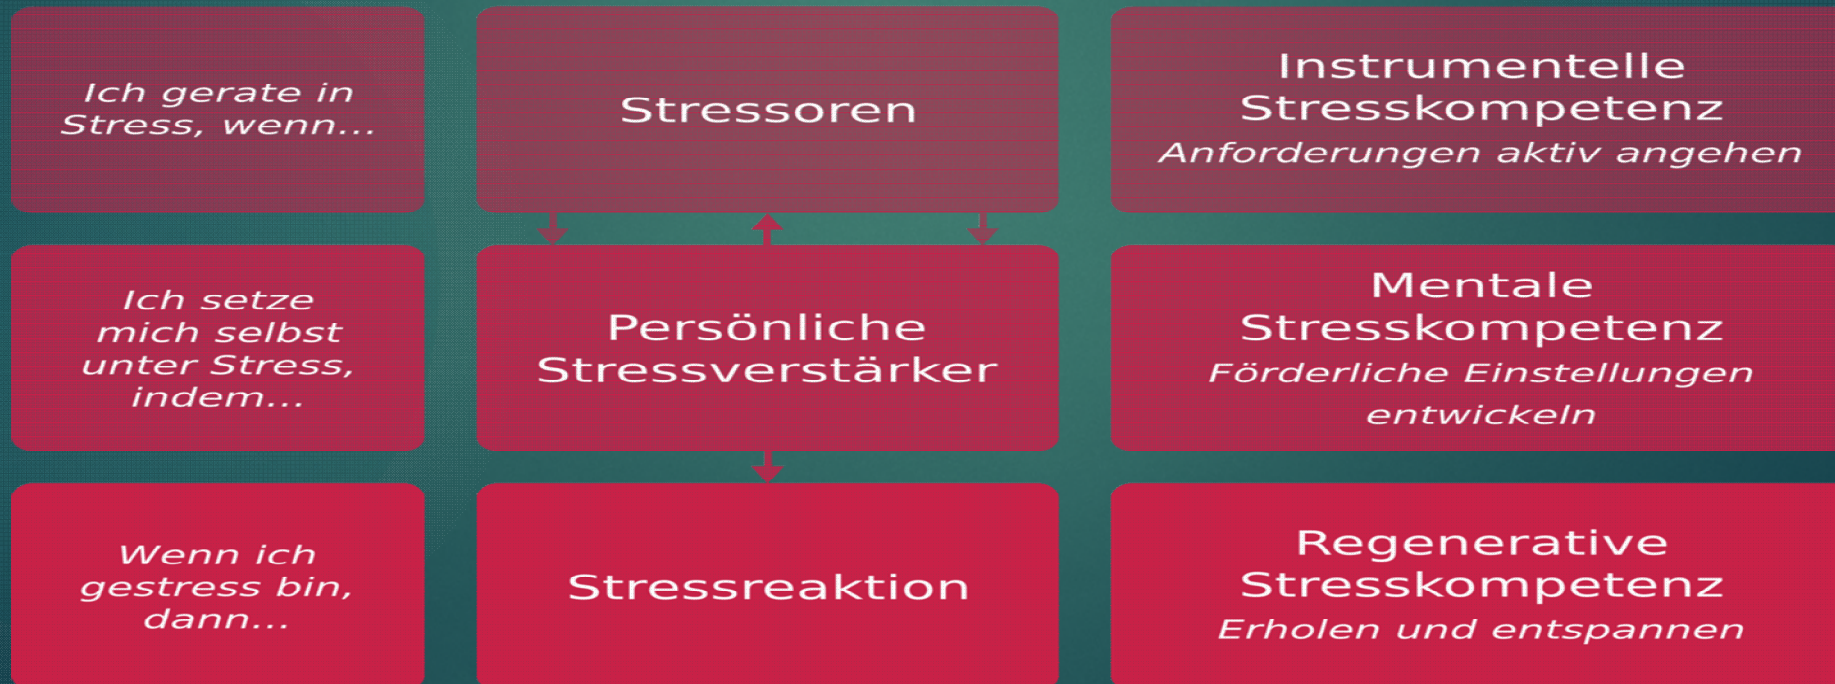 Ich gerate in
Stress, wenn...
Stressoren
Instrumentelle
Stresskompetenz
Anforderungen aktiv angehen
Ich setze
mich selbst
unter Stress,
indem...
Persönliche
Stressverstärker
Mentale
Stresskompetenz
Förderliche Einstellungen
entwickeln
Wenn ich
gestress bin,
dann...
Stressreaktion
Regenerative
Stresskompetenz
Erholen und entspannen